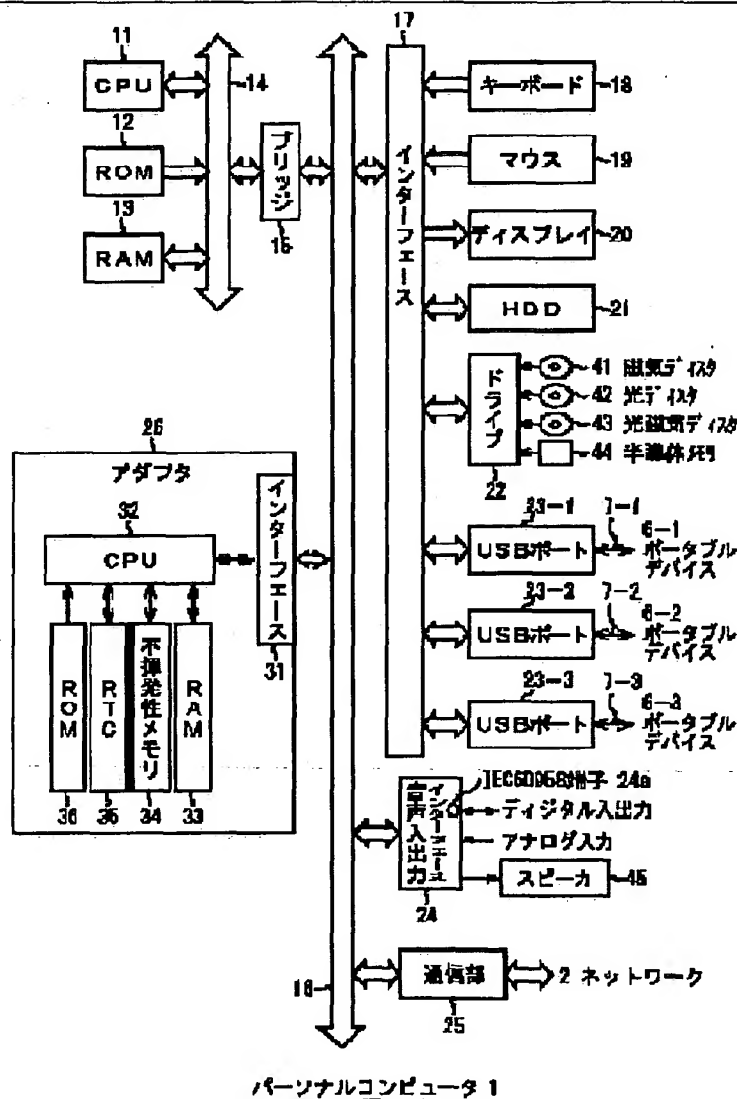 11
CPU
14
12
ROM
13
RAM
ブリッジ
15
17
インターフェース
キーボード
18
マウス
19
ディスプレイ
20
HDD
21
ドライブ
22
41 磁気ディスク
42 光ディスク
43 光磁気ディスク
44 半導体メモリ
23-1
USBポート
7-1
6-1
ポータブル
デバイス
23-2
USBポート
7-2
6-2
ポータブル
デバイス
23-3
USBポート
7-3
6-3
ポータブル
デバイス
26
アダプタ
32
CPU
インターフェース
31
ROM
36
RTC
35
不揮発性メモリ
34
RAM
33
IEC60958端子 24a
音声入出力
インターフェース
24
ディジタル入出力
アナログ入力
スピーカ
45
16
通信部
25
2 ネットワーク
パーソナルコンピュータ 1